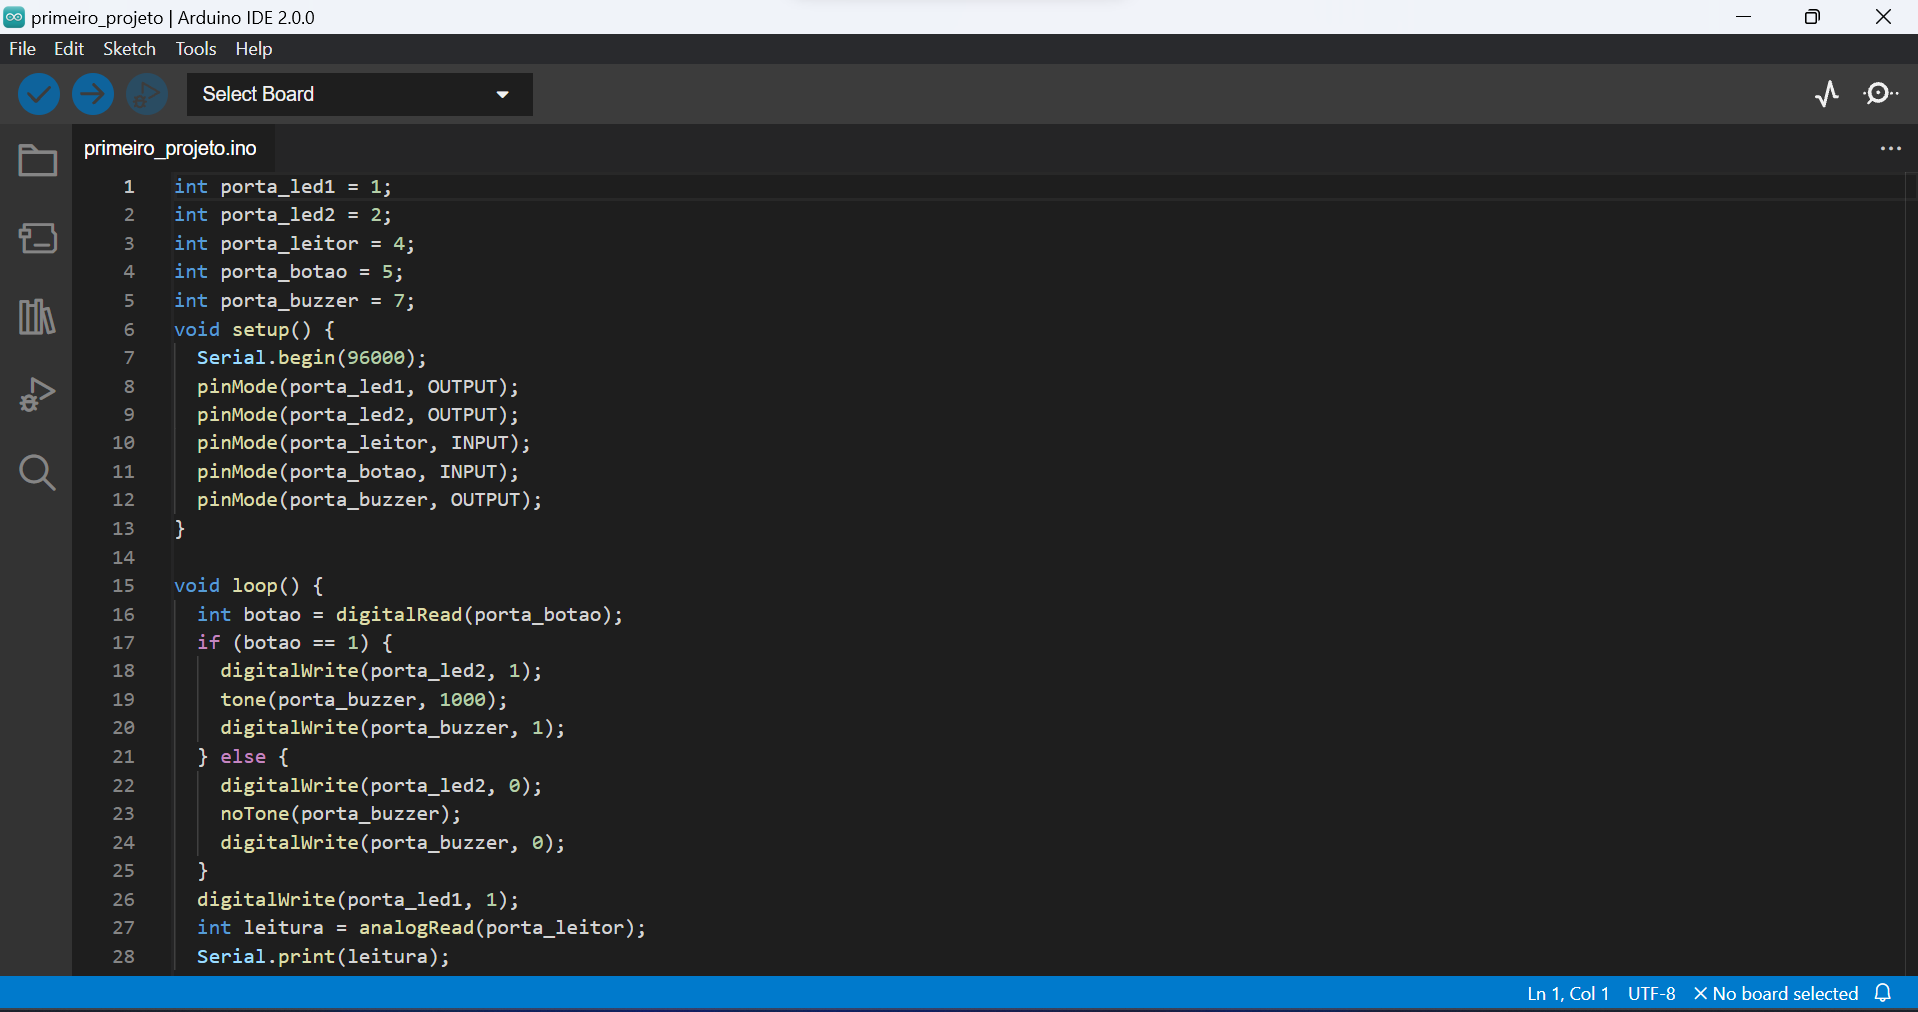 primeiro_projeto | Arduino IDE 2.0.0
File Edit Sketch Tools Help
Select Board
primeiro_projeto.ino
1 int porta_led1 = 1;
2 int porta_led2 = 2;
3 int porta_leitor = 4;
4 int porta_botao = 5;
5 int porta_buzzer = 7;
6 void setup() {
7 Serial.begin(96000);
8 pinMode(porta_led1, OUTPUT);
9 pinMode(porta_led2, OUTPUT);
10 pinMode(porta_leitor, INPUT);
11 pinMode(porta_botao, INPUT);
12 pinMode(porta_buzzer, OUTPUT);
13 }
14
15 void loop() {
16 int botao = digitalRead(porta_botao);
17 if (botao == 1) {
18 digitalWrite(porta_led2, 1);
19 tone(porta_buzzer, 1000);
20 digitalWrite(porta_buzzer, 1);
21 } else {
22 digitalWrite(porta_led2, 0);
23 noTone(porta_buzzer);
24 digitalWrite(porta_buzzer, 0);
25 }
26 digitalWrite(porta_led1, 1);
27 int leitura = analogRead(porta_leitor);
28 Serial.print(leitura);
Ln 1, Col 1 UTF-8 X No board selected